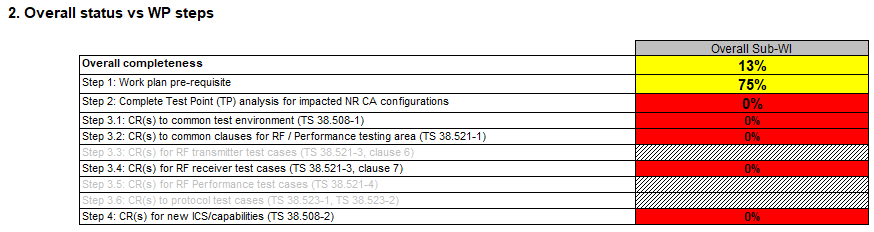 2. Overall status vs WP steps
Overall Sub-WI
Overall completeness 13%
Step 1: Work plan pre-requisite 75%
Step 2: Complete Test Point (TP) analysis for impacted NR CA configurations 0%
Step 3.1: CR(s) to common test environment (TS 38.508-1) 0%
Step 3.2: CR(s) to common clauses for RF / Performance testing area (TS 38.521-1) 0%
Step 3.3: CR(s) for RF transmitter test cases (TS 38.521-3, clause 6)
Step 3.4: CR(s) for RF receiver test cases (TS 38.521-3, clause 7) 0%
Step 3.5: CR(s) for RF Performance test cases (TS 38.521-4)
Step 3.6: CR(s) to protocol test cases (TS 38.523-1, TS 38.523-2)
Step 4: CR(s) for new ICS/capabilities (TS 38.508-2) 0%